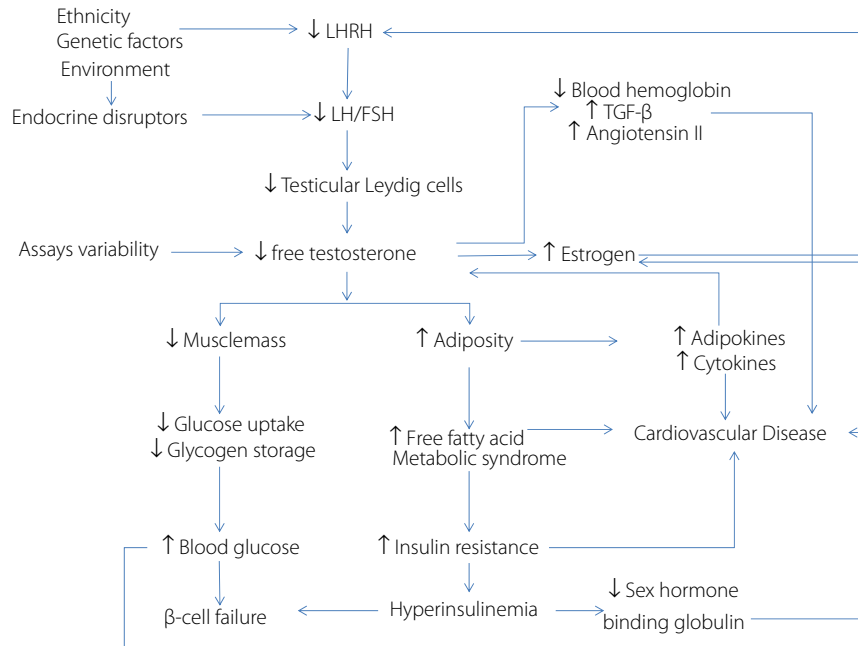 Ethnicity
Genetic factors
↓ LHRH
Environment
↓ Blood hemoglobin
↑ TGF-β
↑ Angiotensin II
Endocrine disruptors
↓ LH/FSH
↓ Testicular Leydig cells
Assays variability
↓ free testosterone
↑ Estrogen
↓ Musclemass
↑ Adiposity
↑ Adipokines
↑ Cytokines
↓ Glucose uptake
↓ Glycogen storage
↑ Free fatty acid
Metabolic syndrome
Cardiovascular Disease
↑ Blood glucose
↑ Insulin resistance
β-cell failure
Hyperinsulinemia
↓ Sex hormone
binding globulin